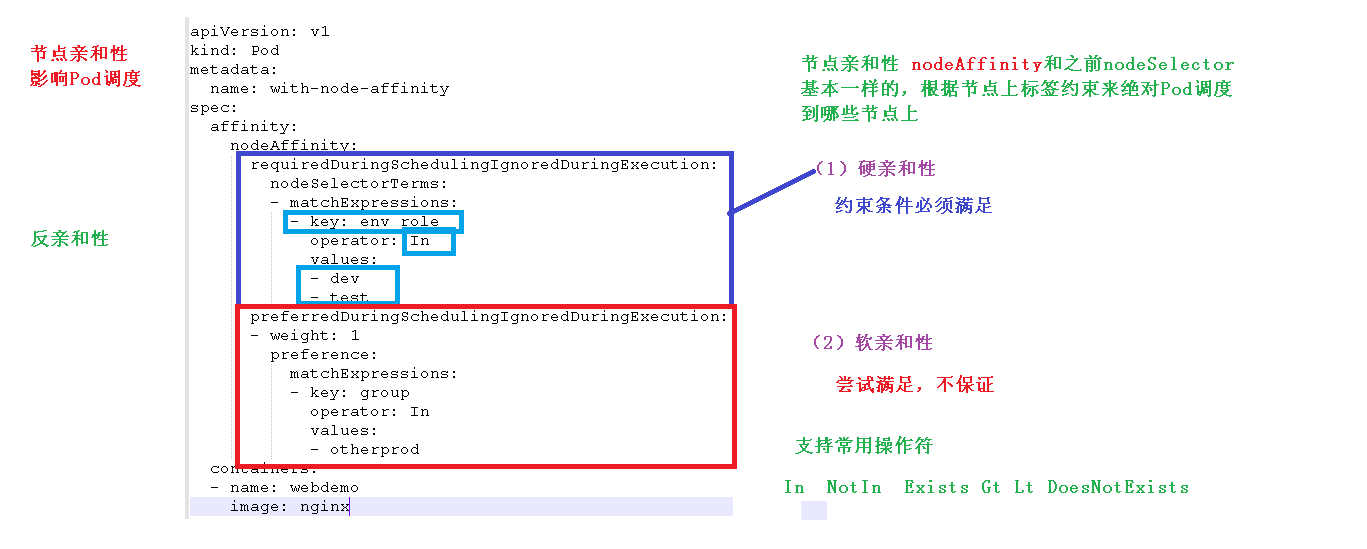 节点亲和性
影响Pod调度
反亲和性
apiVersion: v1
kind: Pod
metadata:
  name: with-node-affinity
spec:
  affinity:
    nodeAffinity:
      requiredDuringSchedulingIgnoredDuringExecution:
        nodeSelectorTerms:
        - matchExpressions:
          - key: env_role
            operator: In
            values:
            - dev
            - test
      preferredDuringSchedulingIgnoredDuringExecution:
      - weight: 1
        preference:
          matchExpressions:
          - key: group
            operator: In
            values:
            - otherprod
  containers:
  - name: webdemo
    image: nginx
节点亲和性 nodeAffinity和之前nodeSelector
基本一样的，根据节点上标签约束来绝对Pod调度
到哪些节点上
（1）硬亲和性
约束条件必须满足
（2）软亲和性
尝试满足，不保证
支持常用操作符
In  NotIn  Exists Gt Lt DoesNotExists